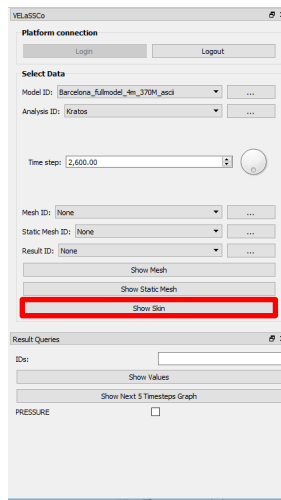 VELaSSCo
Platform connection
Login Logout
Select Data
Model ID: Barcelona_fullmodel_4m_370M_ascii ...
Analysis ID: Kratos ...
Time step: 2,600.00
Mesh ID: None ...
Static Mesh ID: None ...
Result ID: None ...
Show Mesh
Show Static Mesh
Show Skin
Result Queries
IDs:
Show Values
Show Next 5 Timesteps Graph
PRESSURE